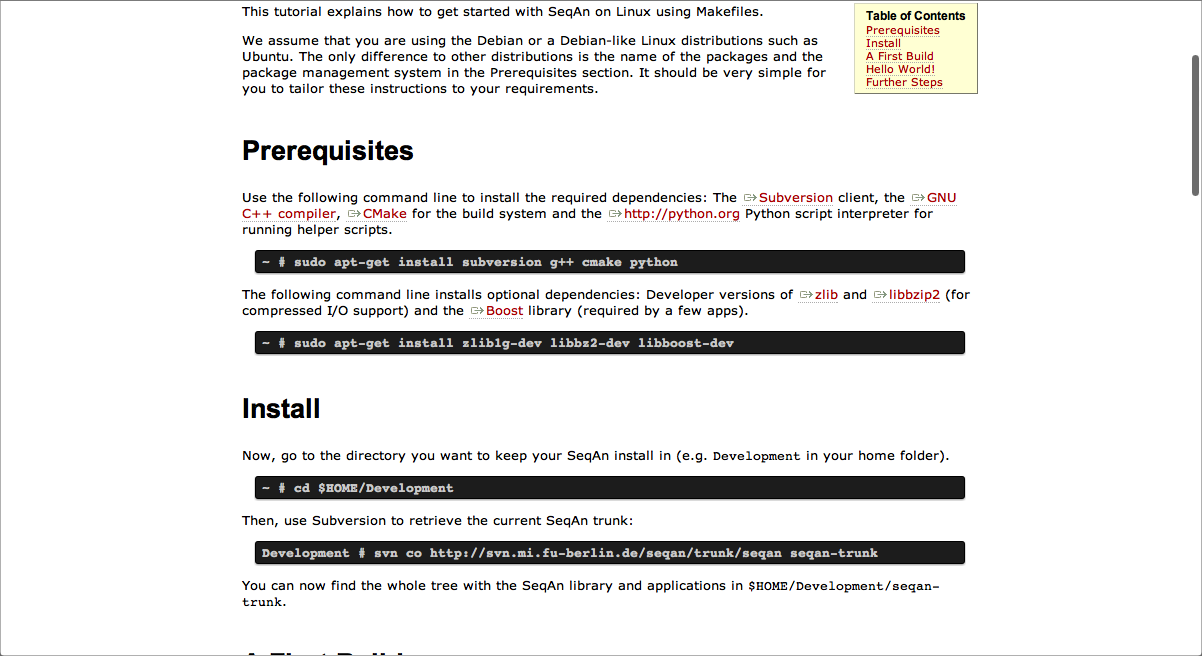 This tutorial explains how to get started with SeqAn on Linux using Makefiles.
We assume that you are using the Debian or a Debian-like Linux distributions such as
Ubuntu. The only difference to other distributions is the name of the packages and the
package management system in the Prerequisites section. It should be very simple for
you to tailor these instructions to your requirements.
Table of Contents
Prerequisites
Install
A First Build
Hello World!
Further Steps
Prerequisites
Use the following command line to install the required dependencies: The Subversion client, the GNU
C++ compiler, CMake for the build system and the http://python.org Python script interpreter for
running helper scripts.
~ # sudo apt-get install subversion g++ cmake python
The following command line installs optional dependencies: Developer versions of zlib and libbzip2 (for
compressed I/O support) and the Boost library (required by a few apps).
~ # sudo apt-get install zlib1g-dev libbz2-dev libboost-dev
Install
Now, go to the directory you want to keep your SeqAn install in (e.g. Development in your home folder).
~ # cd $HOME/Development
Then, use Subversion to retrieve the current SeqAn trunk:
Development # svn co http://svn.mi.fu-berlin.de/seqan/trunk/seqan seqan-trunk
You can now find the whole tree with the SeqAn library and applications in $HOME/Development/seqan-
trunk.
A First Build